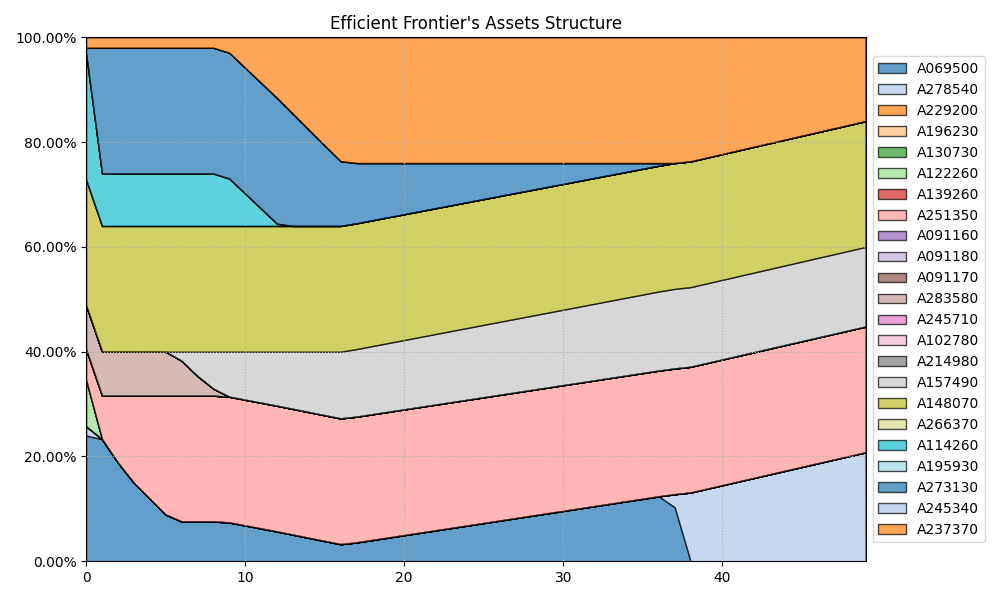 Efficient Frontier's Assets Structure
100.00%
80.00%
60.00%
40.00%
20.00%
0.00%
0
10
20
30
40
A069500
A278540
A229200
A196230
A130730
A122260
A139260
A251350
A091160
A091180
A091170
A283580
A245710
A102780
A214980
A157490
A148070
A266370
A114260
A195930
A273130
A245340
A237370